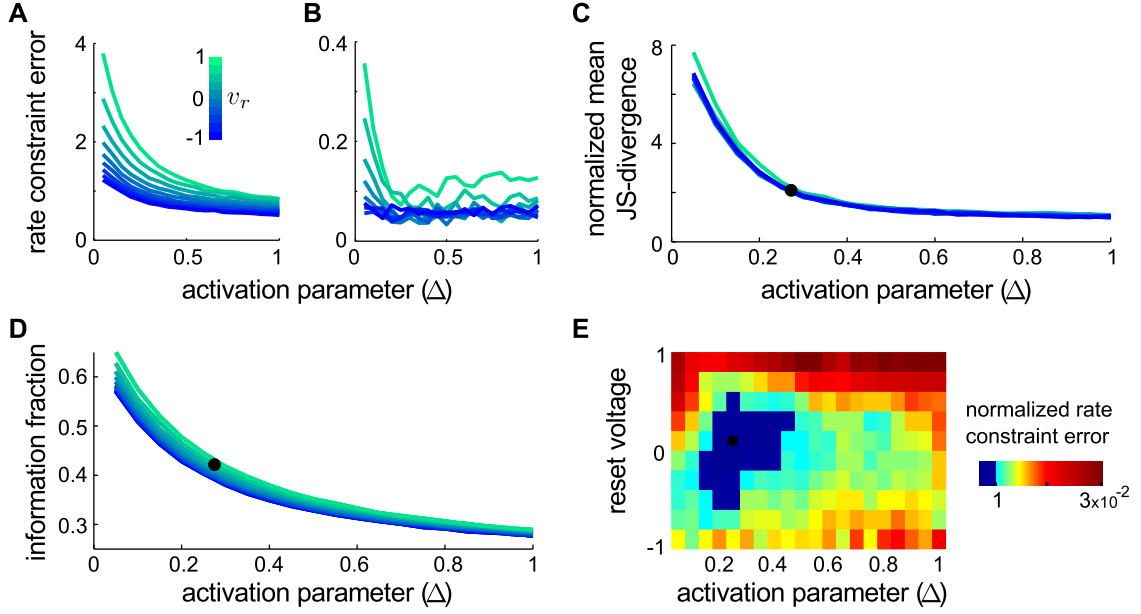 A
rate constraint error
4
2
0
0
0.5
1
1
0
-1
v_r
B
0.4
0.2
0
0
0.5
1
activation parameter (Δ)
C
normalized mean
JS-divergence
8
4
2
0
0
0.2
0.4
0.6
0.8
1
activation parameter (Δ)
D
information fraction
0.6
0.5
0.4
0.3
0
0.2
0.4
0.6
0.8
1
activation parameter (Δ)
E
reset voltage
1
0
-1
0.2
0.4
0.6
0.8
1
activation parameter (Δ)
normalized rate
constraint error
1
3x10^-2